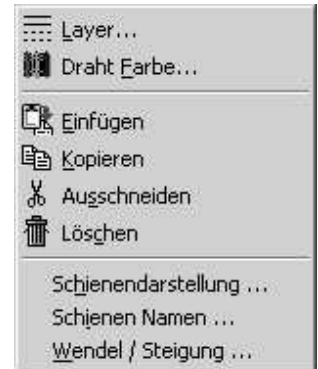 Layer...
Draht Farbe...
Einfügen
Kopieren
Ausschneiden
Löschen
Schienendarstellung ...
Schienen Namen ...
Wendel / Steigung ...